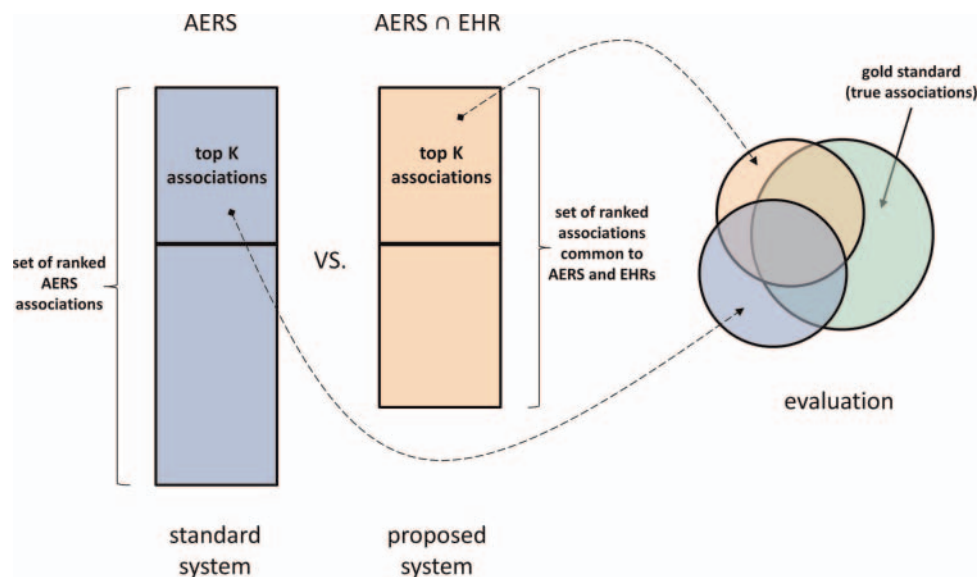 AERS
AERS ∩ EHR
gold standard
(true associations)
top K
associations
top K
associations
set of ranked
AERS
associations
VS.
set of ranked
associations
common to
AERS and EHRs
evaluation
standard
system
proposed
system